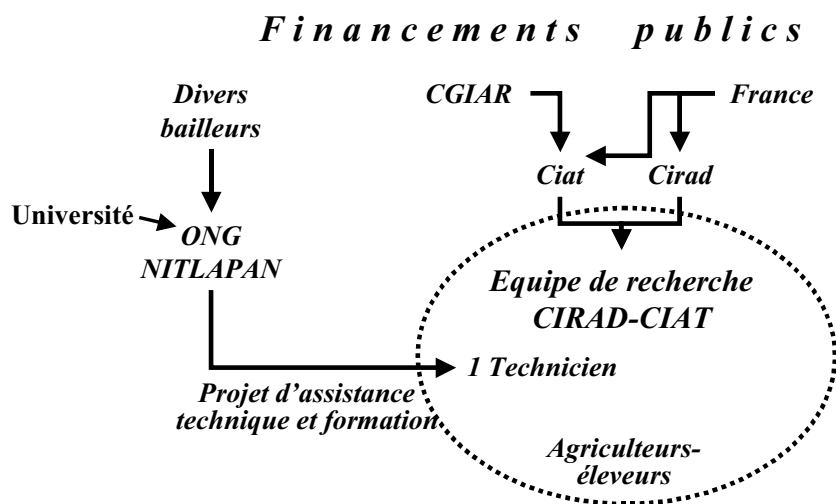 Financements publics
Divers
bailleurs
CGIAR
France
Ciat
Cirad
Université
ONG
NITLAPAN
Equipe de recherche
CIRAD-CIAT
1 Technicien
Projet d’assistance
technique et formation
Agriculteurs-
éleveurs